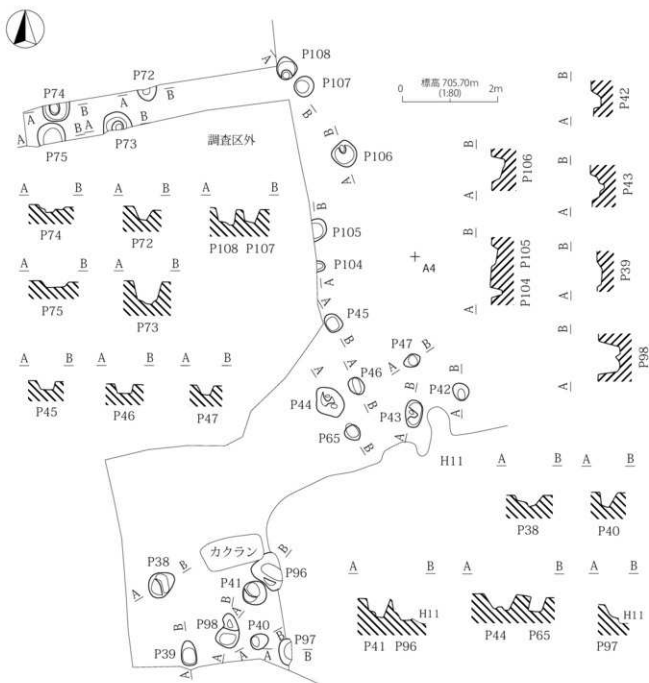 A P108
P107
標高 705.70m
(1:80)
0 2m
B
A
P42
P74
P72
A
B
A
B
A
B
B A
B
P75
P73
調査区外
B
B
P106
A
B
A
P106
B
A
P43
A B
P74
A B
P72
A B
P108 P107
B
P105
P104
A
A4
B
A
P105
P104
B
A
P39
A B
P75
A B
P73
A
P45
B
B
A
P98
A B
P45
A B
P46
A B
P47
A
P44
A
P46
B
P47
A
B
B
P42
A
B
P43
A
P65
B
H11
A B
P38
A B
P40
カクラン
P38
A
B
P41
B
P96
B
A
P98
A
P40
A
B
P97
A
B
B
P39
A
A B
H11
P41 P96
A B
P44 P65
A B
H11
P97